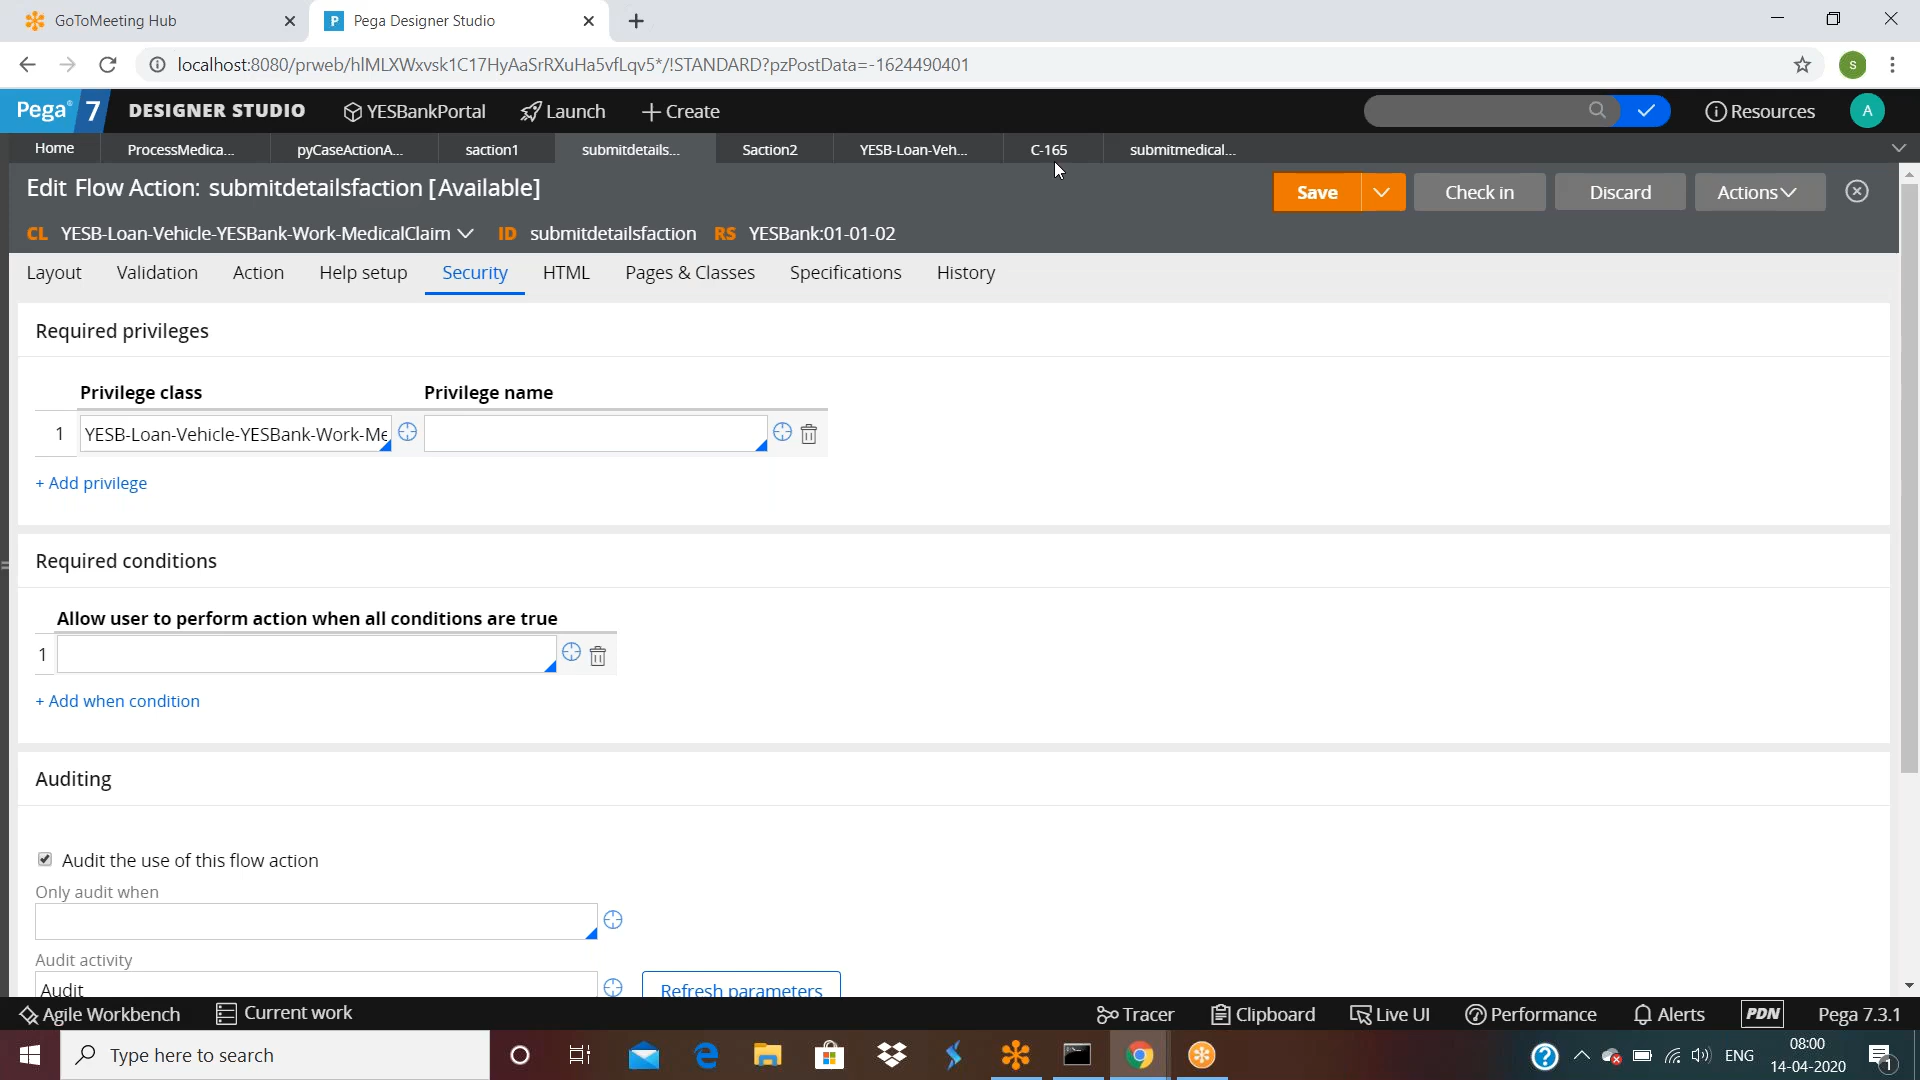 GoToMeeting Hub
Pega Designer Studio
localhost:8080/prweb/hIMLXWxvsk1C17HyAaSrRXuHa5vfLqv5*/!STANDARD?pzPostData=-1624490401
s
Pega 7 DESIGNER STUDIO YESBankPortal Launch Create Resources A
Home ProcessMedica... pyCaseActionA... saction1 submitdetails... Saction2 YESB-Loan-Veh... C-165 submitmedical...
Edit Flow Action: submitdetailsfaction [Available]
Save Check in Discard Actions
CL YESB-Loan-Vehicle-YESBank-Work-MedicalClaim ID submitdetailsfaction RS YESBank:01-01-02
Layout Validation Action Help setup Security HTML Pages & Classes Specifications History
Required privileges
Privilege class Privilege name
1 YESB-Loan-Vehicle-YESBank-Work-Me
+ Add privilege
Required conditions
Allow user to perform action when all conditions are true
1
+ Add when condition
Auditing
Audit the use of this flow action
Only audit when
Audit activity
Audit Refresh parameters
Agile Workbench Current work Tracer Clipboard Live UI Performance Alerts PDN Pega 7.3.1
Type here to search
ENG
08:00
14-04-2020
1